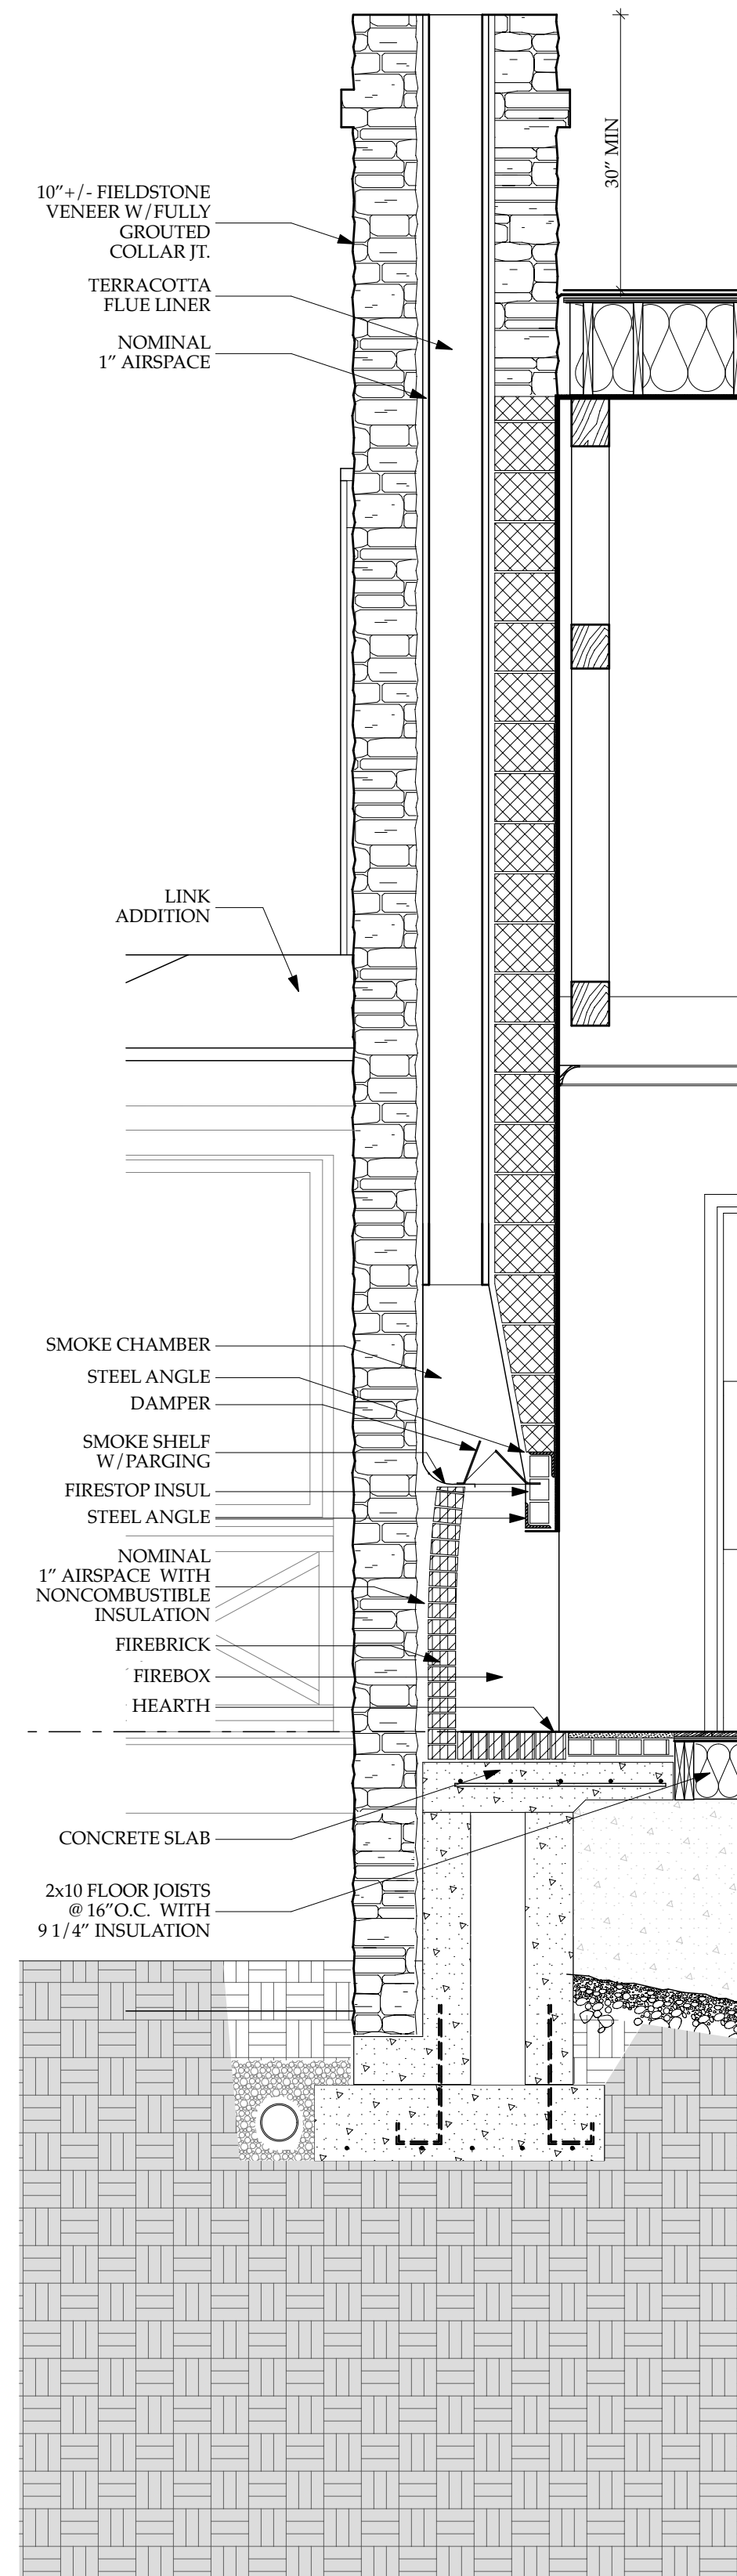 30" MIN
10"+/- FIELDSTONE
VENEER W/FULLY
GROUTED
COLLAR JT.
TERRACOTTA
FLUE LINER
NOMINAL
1" AIRSPACE
LINK
ADDITION
SMOKE CHAMBER
STEEL ANGLE
DAMPER
SMOKE SHELF
W/PARGING
FIRESTOP INSUL
STEEL ANGLE
NOMINAL
1" AIRSPACE WITH
NONCOMBUSTIBLE
INSULATION
FIREBRICK
FIREBOX
HEARTH
CONCRETE SLAB
2x10 FLOOR JOISTS
@ 16"O.C. WITH
9 1/4" INSULATION